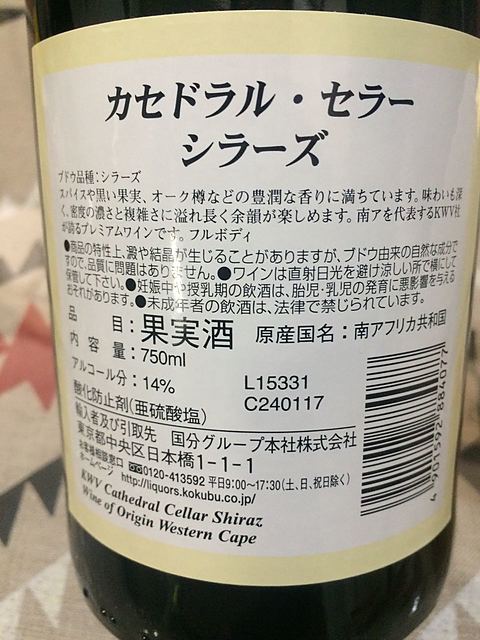 カセドラル・セラー
シラーズ
ブドウ品種：シラーズ
スパイスや黒い果実、オーク樽などの豊潤な香りに満ちています。味わいも深
く、密度の濃さと複雑さに溢れ長く余韻が楽しめます。南アを代表するKWV社
が誇るプレミアムワインです。フルボディ
●商品の特性上、澱や結晶が生じることがありますが、ブドウ由来の自然な成分で
すので、品質に問題はありません。●ワインは直射日光を避け涼しい所で横にして
保管して下さい。●妊娠中や授乳期の飲酒は、胎児・乳児の発育に悪影響を与える
おそれがあります。●未成年者の飲酒は、法律で禁じられています。
品目：果実酒 原産国名：南アフリカ共和国
内容量：750ml
アルコール分：14% L15331
酸化防止剤(亜硫酸塩) C240117
輸入者及び引取先 国分グループ本社株式会社
東京都中央区日本橋1-1-1
お客様相談窓口 0120-413592 平日9:00～17:30(土、日、祝日除く)
ホームページ http://liquors.kokubu.co.jp/
KWV Cathedral Cellar Shiraz
Wine of Origin Western Cape
4 901592 884077